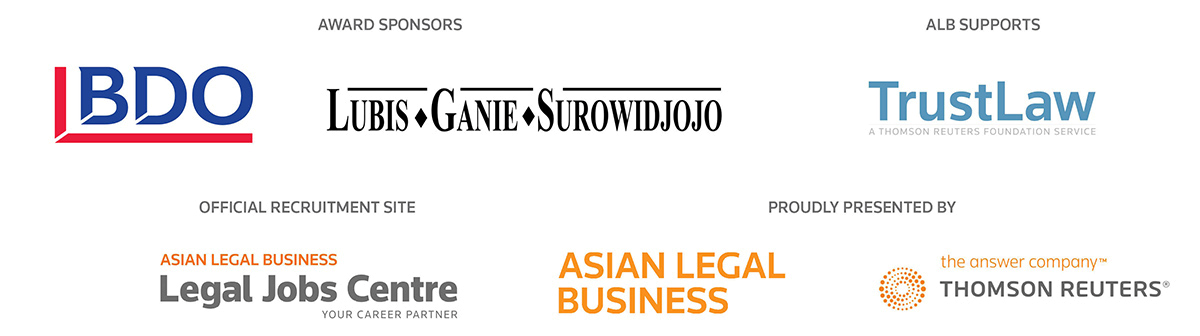 AWARD SPONSORS
ALB SUPPORTS
BDO
LUBIS ♦ GANIE ♦ SUROWIDJOJO
TrustLaw
A THOMSON REUTERS FOUNDATION SERVICE
OFFICIAL RECRUITMENT SITE
PROUDLY PRESENTED BY
ASIAN LEGAL BUSINESS
Legal Jobs Centre
YOUR CAREER PARTNER
ASIAN LEGAL
BUSINESS
the answer company™
THOMSON REUTERS®